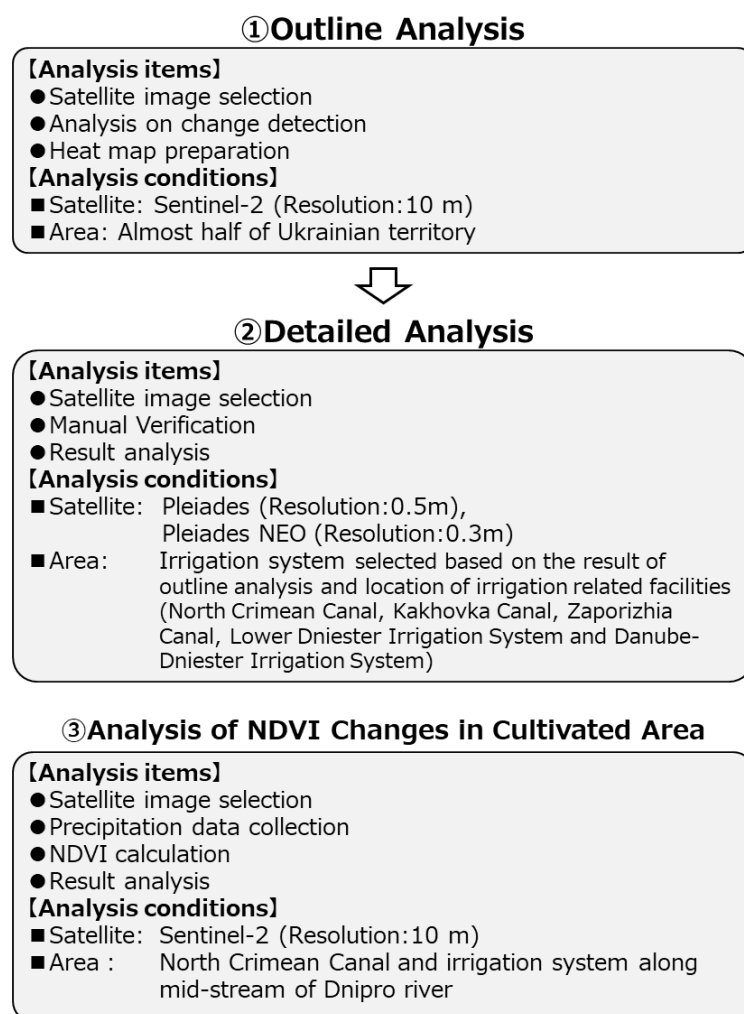 ①Outline Analysis
【Analysis items】
●Satellite image selection
●Analysis on change detection
●Heat map preparation
【Analysis conditions】
■Satellite: Sentinel-2 (Resolution:10 m)
■Area: Almost half of Ukrainian territory
②Detailed Analysis
【Analysis items】
●Satellite image selection
●Manual Verification
●Result analysis
【Analysis conditions】
■Satellite: Pleiades (Resolution:0.5m),
Pleiades NEO (Resolution:0.3m)
■Area: Irrigation system selected based on the result of
outline analysis and location of irrigation related facilities
(North Crimean Canal, Kakhovka Canal, Zaporizhia
Canal, Lower Dniester Irrigation System and Danube-
Dniester Irrigation System)
③Analysis of NDVI Changes in Cultivated Area
【Analysis items】
●Satellite image selection
●Precipitation data collection
●NDVI calculation
●Result analysis
【Analysis conditions】
■Satellite: Sentinel-2 (Resolution:10 m)
■Area : North Crimean Canal and irrigation system along
mid-stream of Dnipro river